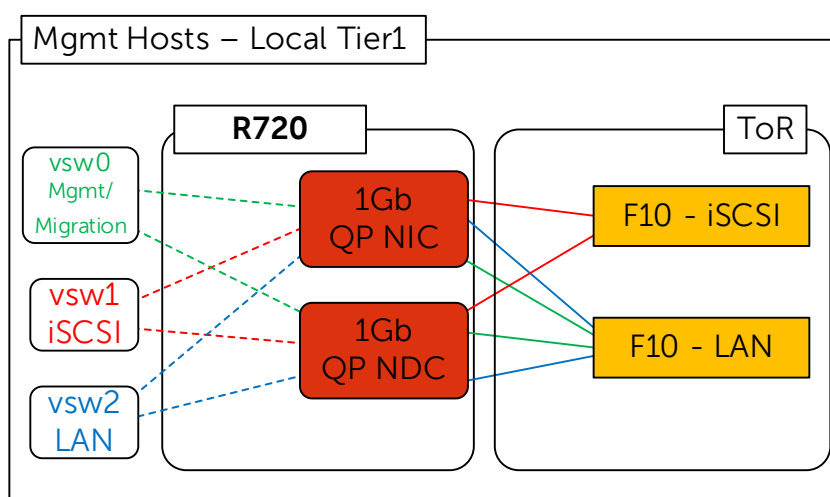 Mgmt Hosts – Local Tier1
R720
ToR
vsw0
Mgmt/
Migration
vsw1
iSCSI
vsw2
LAN
1Gb
QP NIC
1Gb
QP NDC
F10 - iSCSI
F10 - LAN